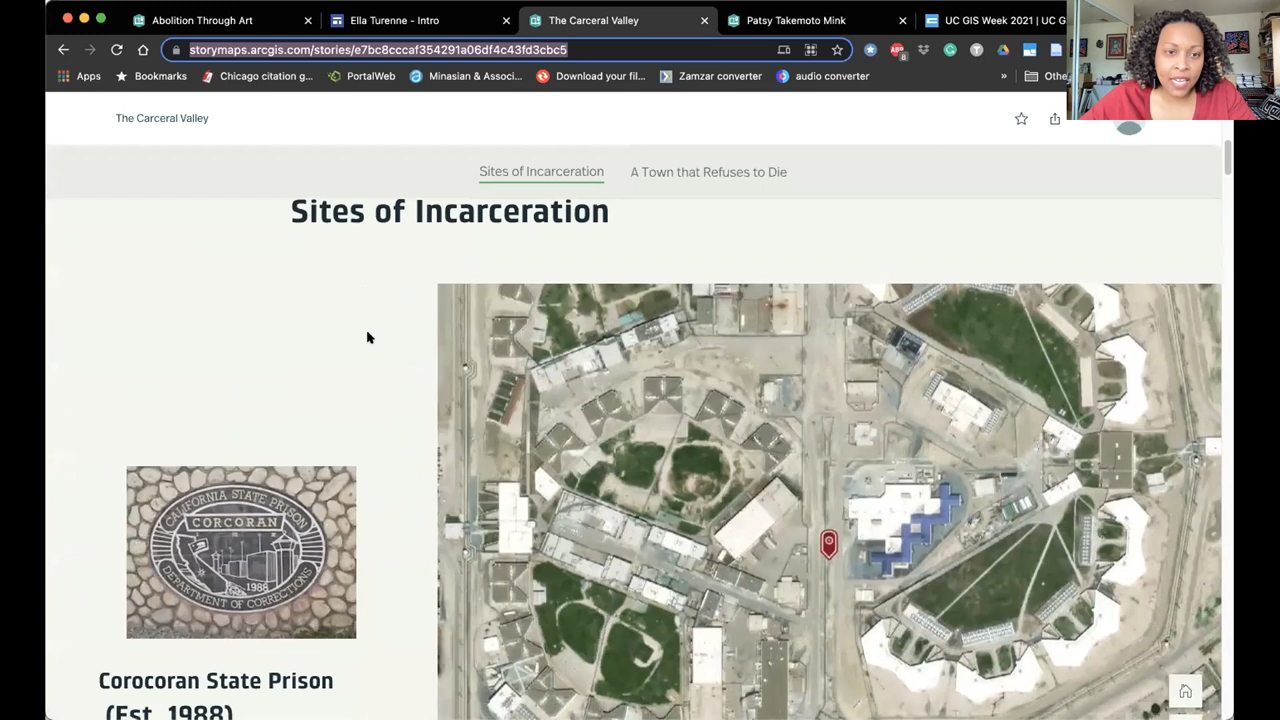 Abolition Through Art
Ella Turenne - Intro
The Carceral Valley
Patsy Takemoto Mink
UC GIS Week 2021 | UC G
storymaps.arcgis.com/stories/e7bc8cccaf354291a06df4c43fd3cbc5
ABP
6
T
Apps
Bookmarks
Chicago citation g...
PortalWeb
Minasian & Associ...
Download your fil...
Zamzar converter
audio converter
»
Othe
The Carceral Valley
Sites of Incarceration
A Town that Refuses to Die
Sites of Incarceration
CALIFORNIA STATE PRISON
CORCORAN
1988
DEPARTMENT OF CORRECTIONS
Corocoran State Prison
(Est. 1988)